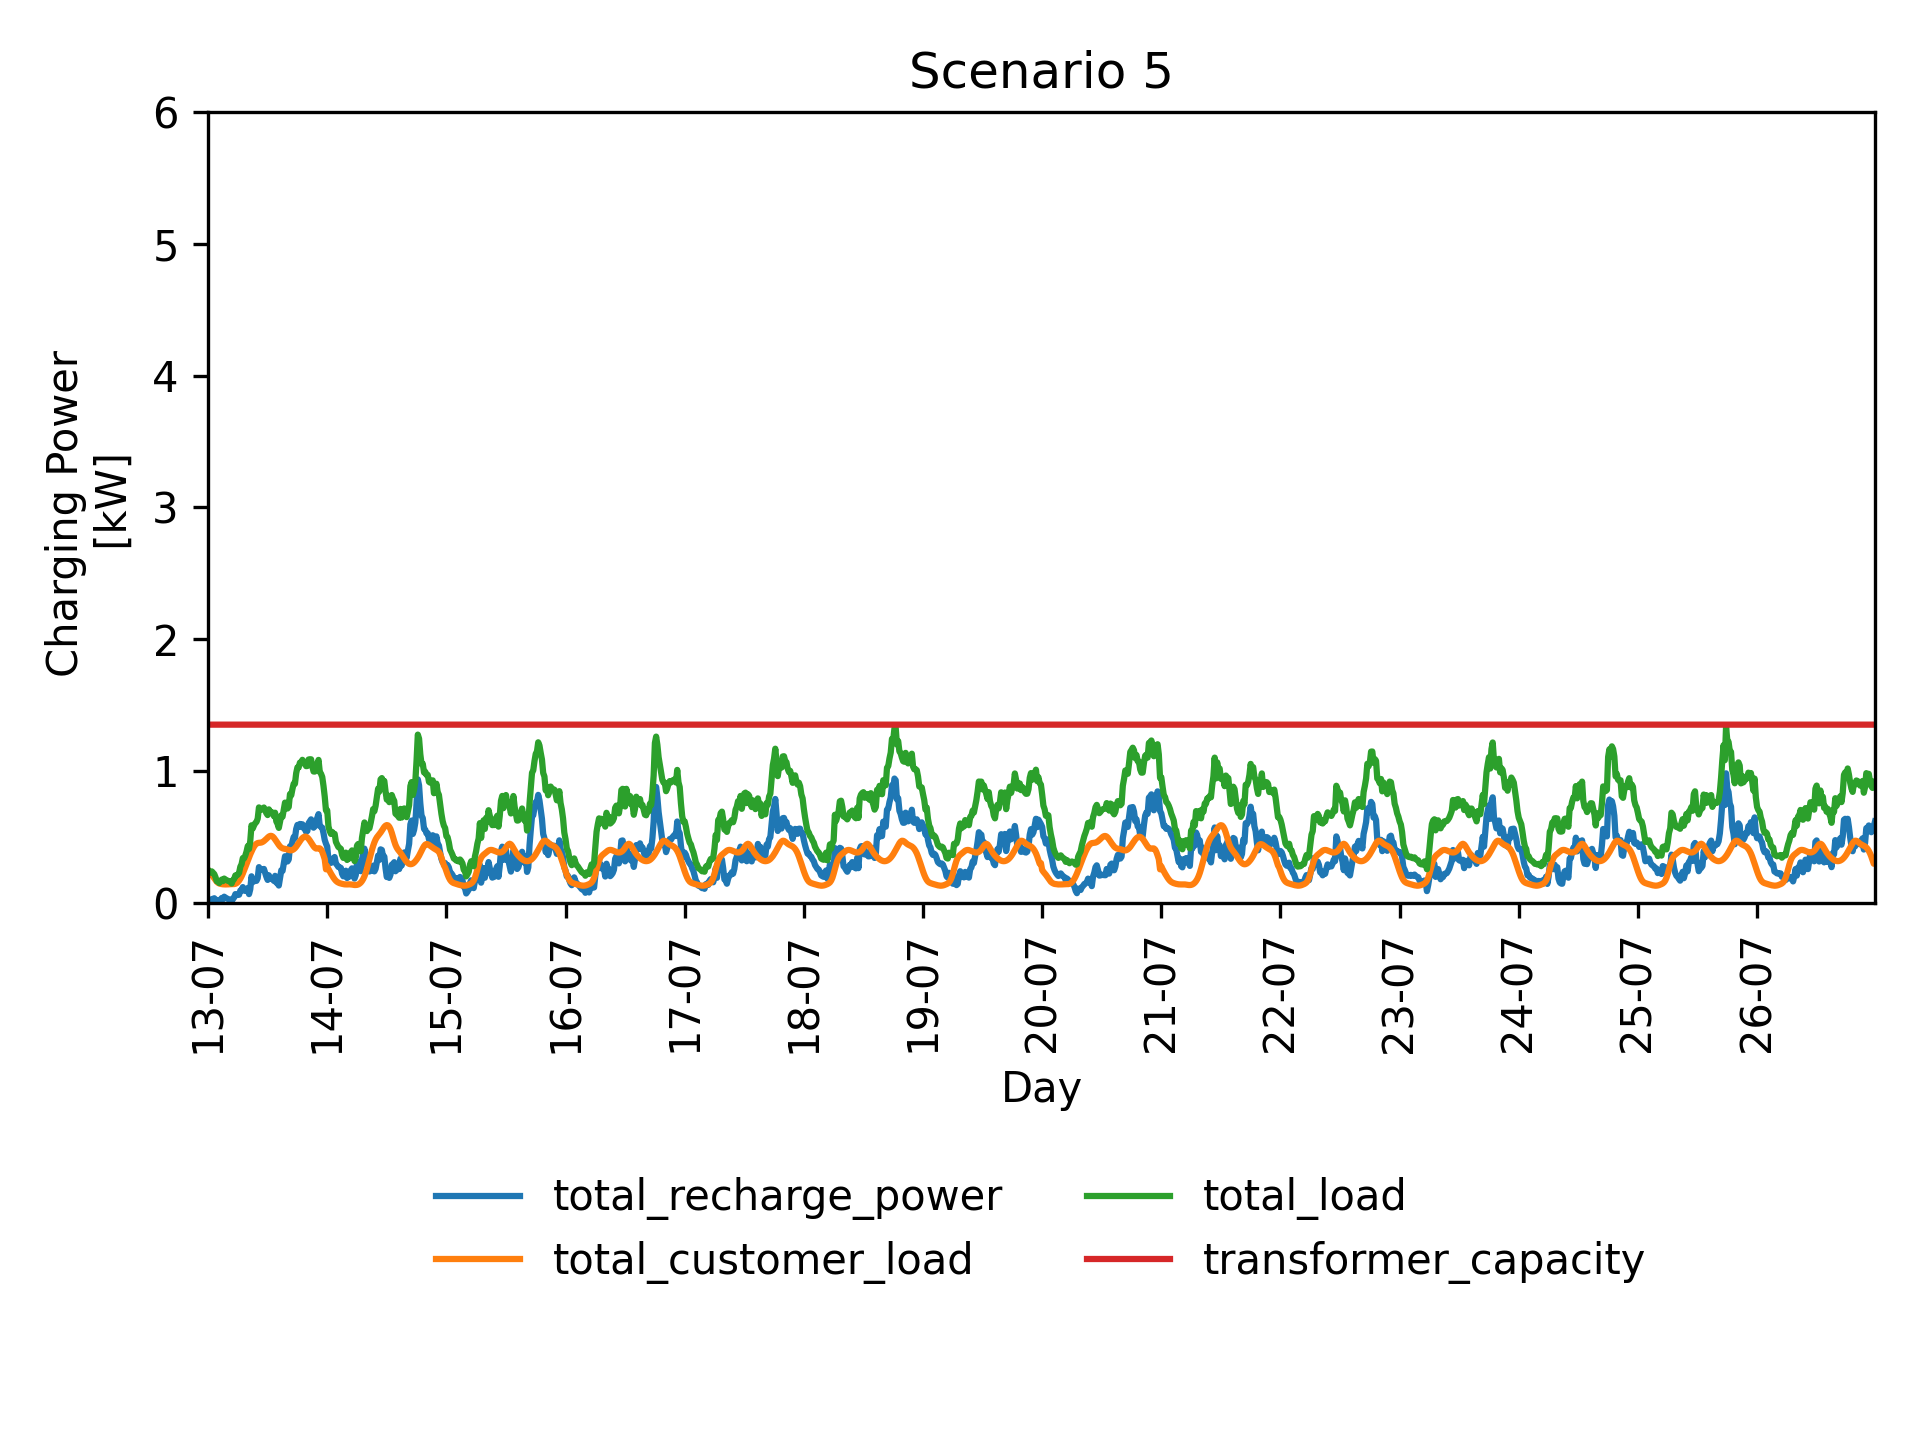 Scenario 5
6
5
4
3
2
1
0
Charging Power
[kW]
13-07
14-07
15-07
16-07
17-07
18-07
19-07
20-07
21-07
22-07
23-07
24-07
25-07
26-07
Day
total_recharge_power
total_customer_load
total_load
transformer_capacity